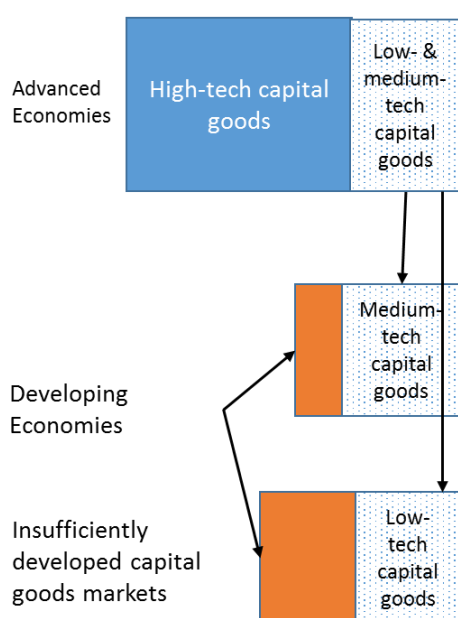 Advanced
Economies
High-tech capital
goods
Low- &
medium-
tech
capital
goods
Medium-
tech
capital
goods
Developing
Economies
Insufficiently
developed capital
goods markets
Low-
tech
capital
goods